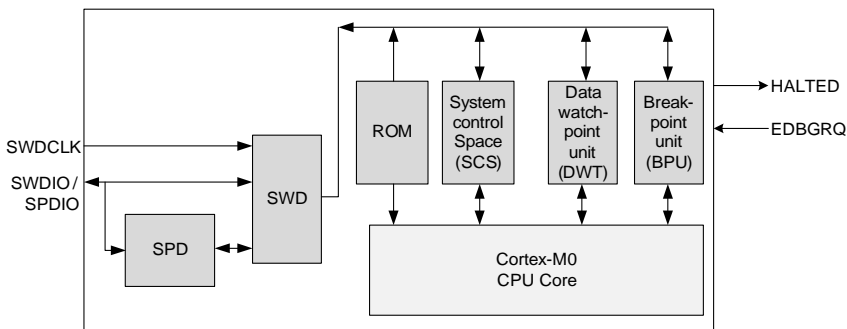 SWDCLK
SWDIO /
SPDIO
SPD
SWD
ROM
System
control
Space
(SCS)
Data
watch-
point
unit
(DWT)
Break-
point
unit
(BPU)
HALTED
EDBGRQ
Cortex-M0
CPU Core